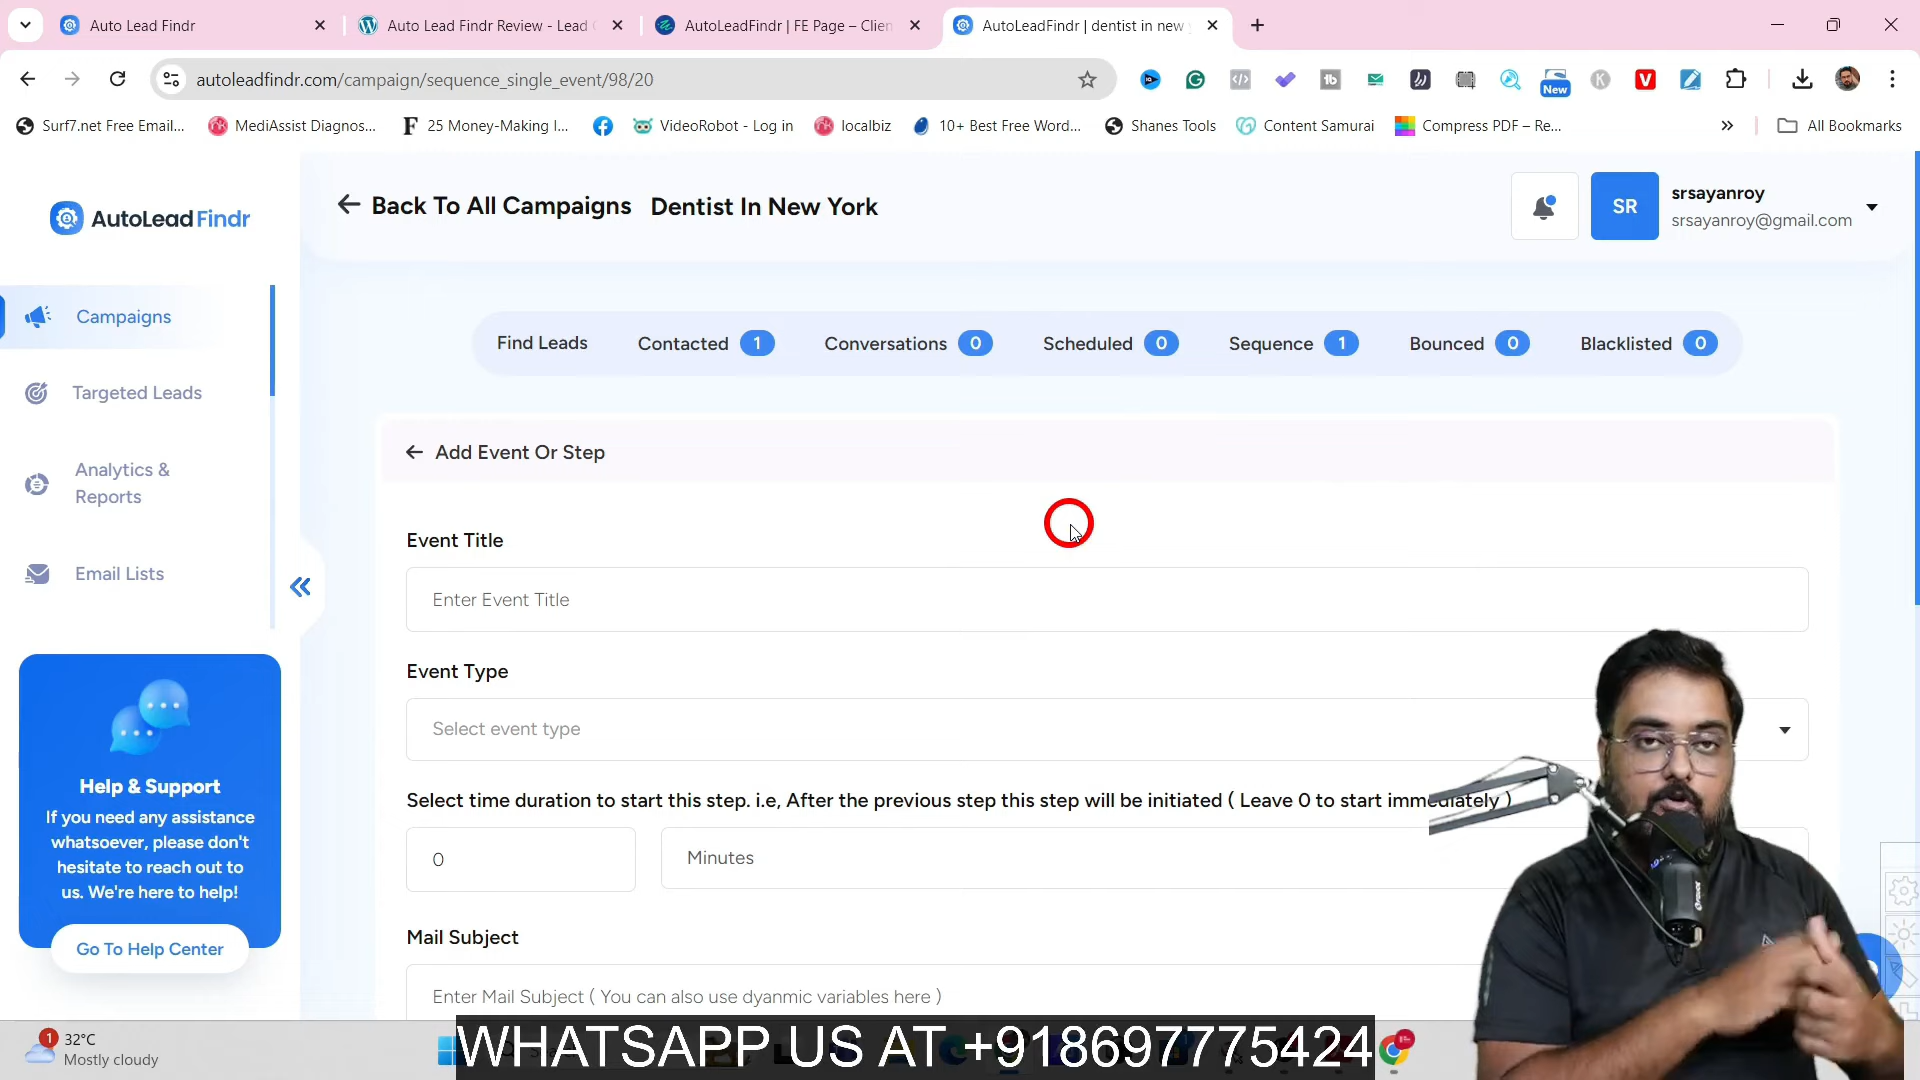 Auto Lead Findr
Auto Lead Findr Review - Lead
AutoLeadFindr | FE Page – Clien
AutoLeadFindr | dentist in new
autoleadfindr.com/campaign/sequence_single_event/98/20
New
Surf7.net Free Email...
MediAssist Diagnos...
25 Money-Making I...
VideoRobot - Log in
localbiz
10+ Best Free Word...
Shanes Tools
Content Samurai
Compress PDF – Re...
All Bookmarks
AutoLeadFindr
Back To All Campaigns
Dentist In New York
SR
srsayanroy
srsayanroy@gmail.com
Campaigns
Targeted Leads
Analytics &
Reports
Email Lists
Help & Support
If you need any assistance
whatsoever, please don't
hesitate to reach out to
us. We're here to help!
Go To Help Center
Find Leads
Contacted 1
Conversations 0
Scheduled 0
Sequence 1
Bounced 0
Blacklisted 0
Add Event Or Step
Event Title
Enter Event Title
Event Type
Select event type
Select time duration to start this step. i.e, After the previous step this step will be initiated ( Leave 0 to start immediately )
0
Minutes
Mail Subject
Enter Mail Subject ( You can also use dyanmic variables here )
1
32°C
Mostly cloudy
WHATSAPP US AT +918697775424